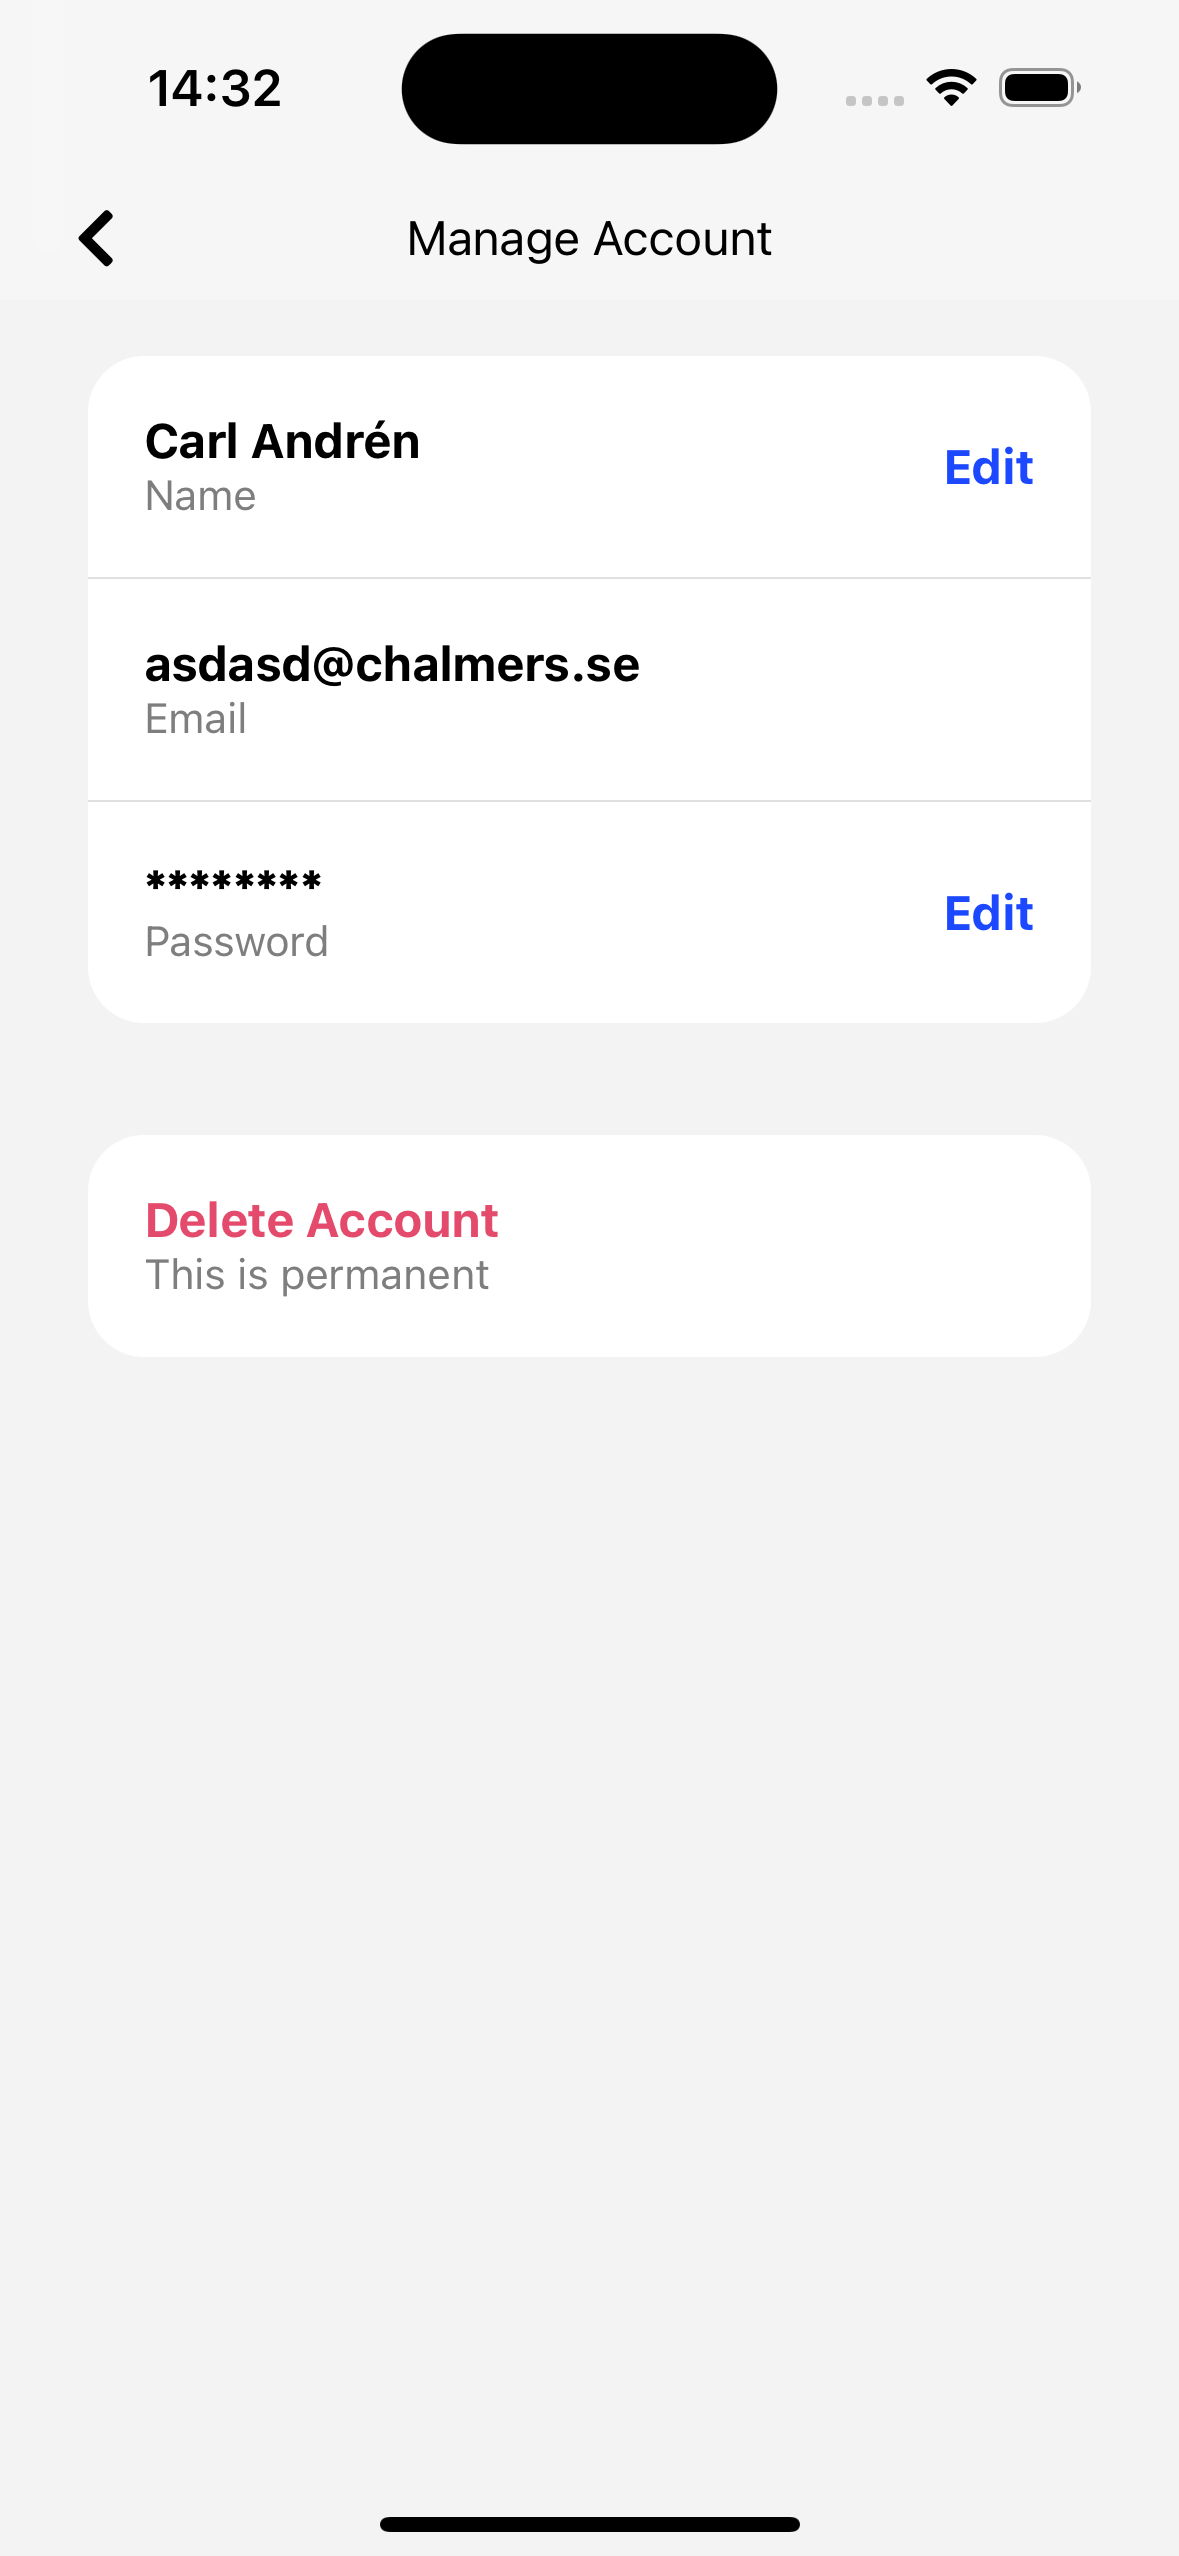 14:32
Manage Account
Carl Andrén
Name
Edit
asdasd@chalmers.se
Email
********
Password
Edit
Delete Account
This is permanent